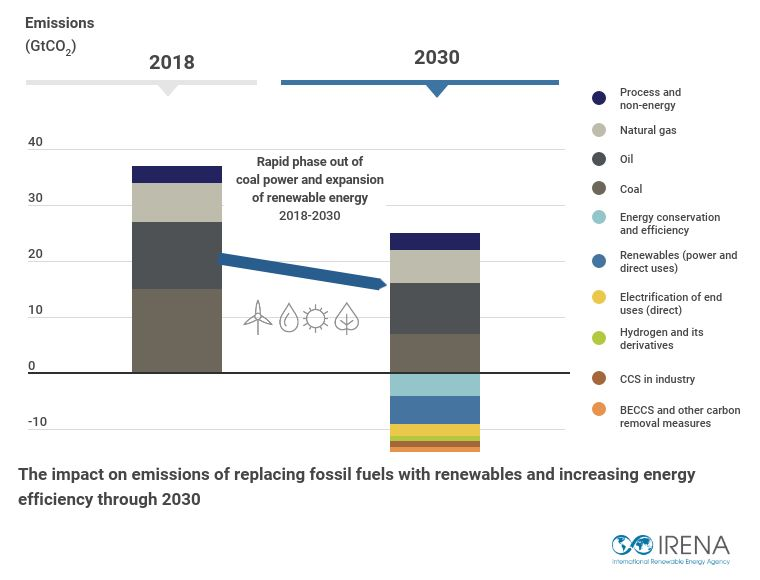 Emissions
(GtCO2)
2018
2030
40
30
20
10
0
-10
Rapid phase out of
coal power and expansion
of renewable energy
2018-2030
Process and
non-energy
Natural gas
Oil
Coal
Energy conservation
and efficiency
Renewables (power and
direct uses)
Electrification of end
uses (direct)
Hydrogen and its
derivatives
CCS in industry
BECCS and other carbon
removal measures
The impact on emissions of replacing fossil fuels with renewables and increasing energy
efficiency through 2030
IRENA
International Renewable Energy Agency